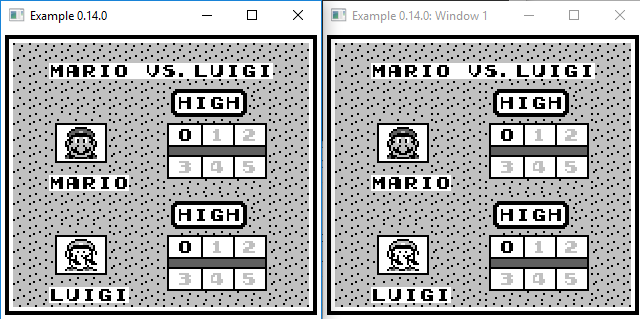 Example 0.14.0
MARIO VS.LUIGI
HIGH
0 1 2
3 4 5
MARIO
HIGH
0 1 2
3 4 5
LUIGI
Example 0.14.0: Window 1
MARIO VS.LUIGI
HIGH
0 1 2
3 4 5
MARIO
HIGH
0 1 2
3 4 5
LUIGI